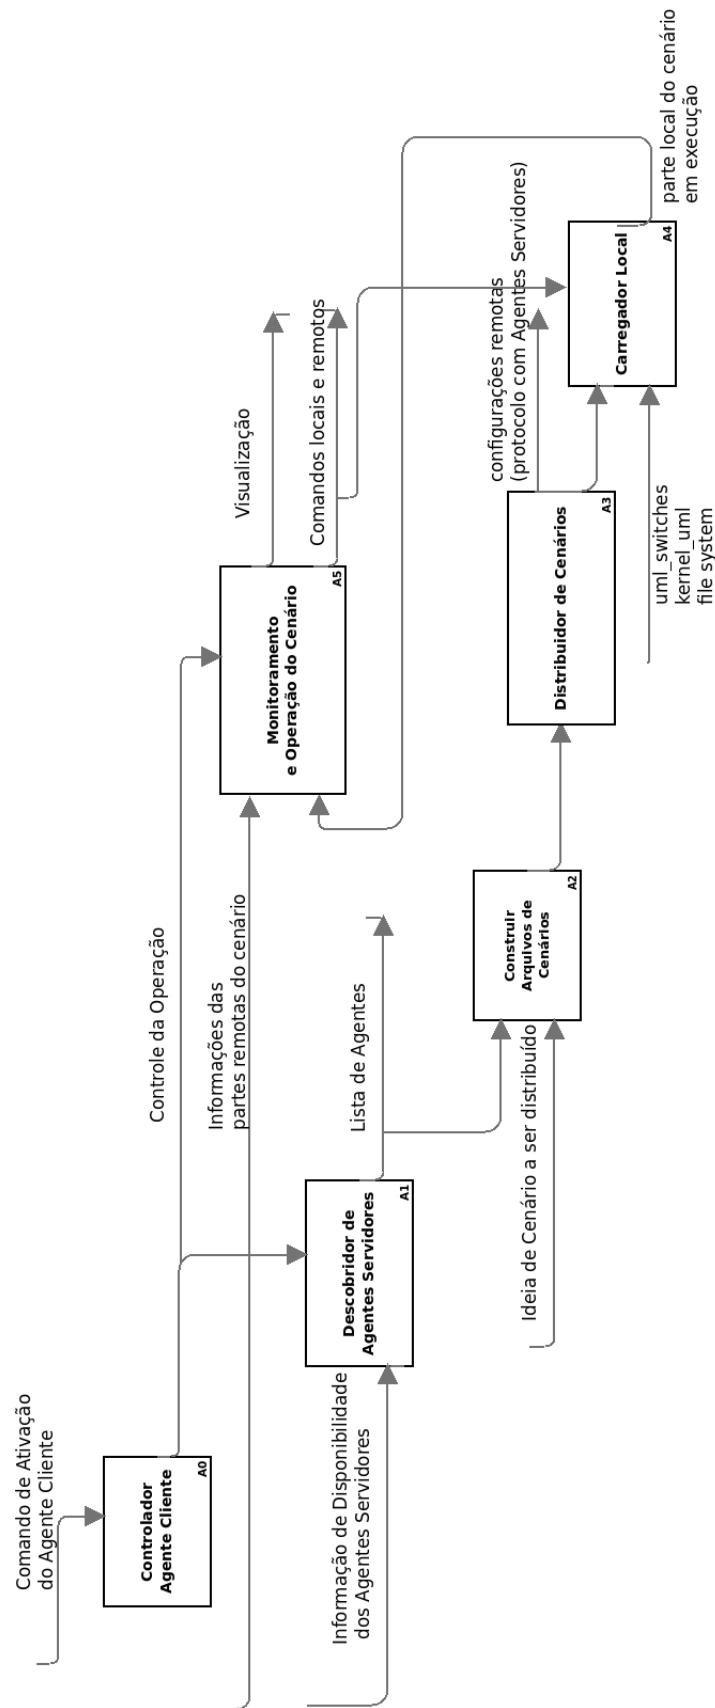 Comando de Ativação
do Agente Cliente
Controlador
Agente Cliente
A0
Controle da Operação
Informações das
partes remotas do cenário
Informação de Disponibilidade
dos Agentes Servidores
Descobridor de
Agentes Servidores
A1
Lista de Agentes
Ideia de Cenário a ser distribuído
Construir
Arquivos de
Cenários
A2
Monitoramento
e Operação do Cenário
A5
Visualização
Comandos locais e remotos
Distribuidor de Cenários
A3
configurações remotas
(protocolo com Agentes Servidores)
uml_switches
kernel_uml
file system
Carregador Local
A4
parte local do cenário
em execução